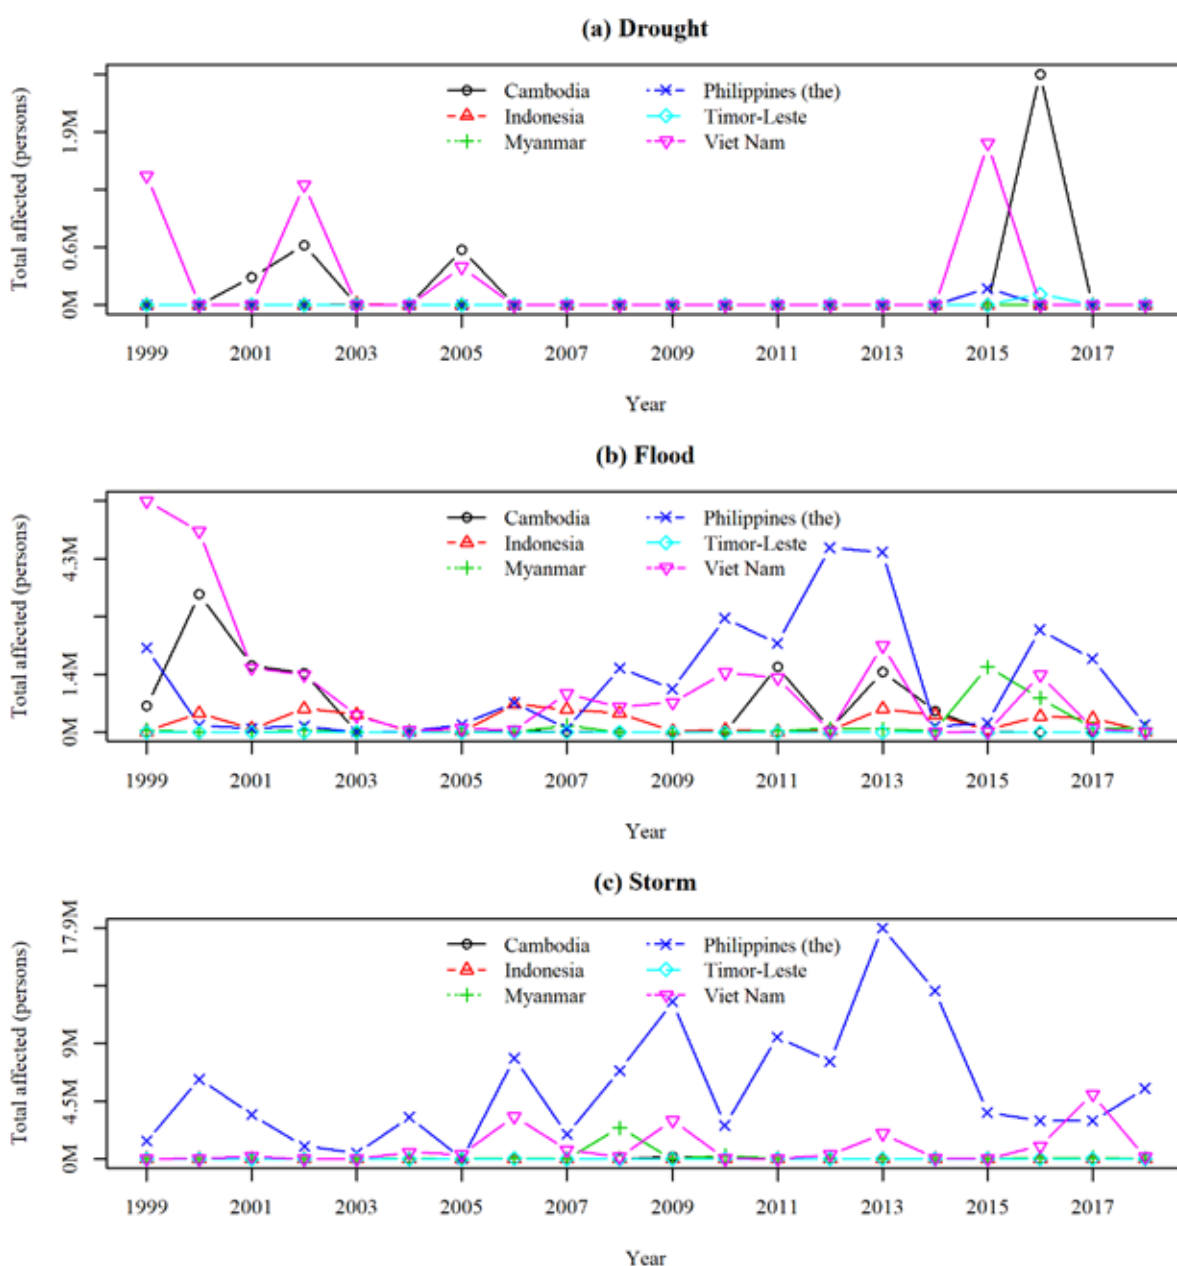 (a) Drought
Total affected (persons)
1.9M
0.6M
0M
Cambodia
Indonesia
Myanmar
Philippines (the)
Timor-Leste
Viet Nam
1999 2001 2003 2005 2007 2009 2011 2013 2015 2017
Year
(b) Flood
Total affected (persons)
4.3M
1.4M
0M
Cambodia
Indonesia
Myanmar
Philippines (the)
Timor-Leste
Viet Nam
1999 2001 2003 2005 2007 2009 2011 2013 2015 2017
Year
(c) Storm
Total affected (persons)
17.9M
9M
4.5M
0M
Cambodia
Indonesia
Myanmar
Philippines (the)
Timor-Leste
Viet Nam
1999 2001 2003 2005 2007 2009 2011 2013 2015 2017
Year